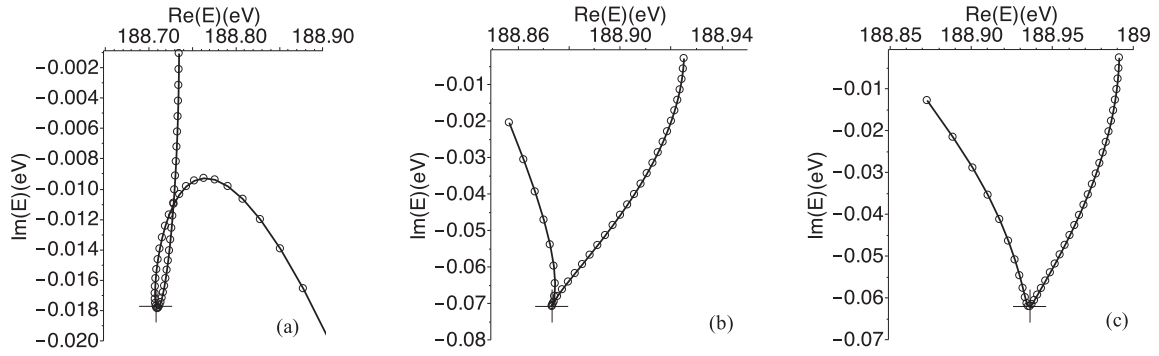 Re(E)(eV)
188.70 188.80 188.90
Im(E)(eV)
−0.002
−0.004
−0.006
−0.008
−0.010
−0.012
−0.014
−0.016
−0.018
−0.020
(a)
Re(E)(eV)
188.86 188.90 188.94
Im(E)(eV)
−0.01
−0.02
−0.03
−0.04
−0.05
−0.06
−0.07
−0.08
(b)
Re(E)(eV)
188.85 188.90 188.95 189
Im(E)(eV)
−0.01
−0.02
−0.03
−0.04
−0.05
−0.06
−0.07
(c)